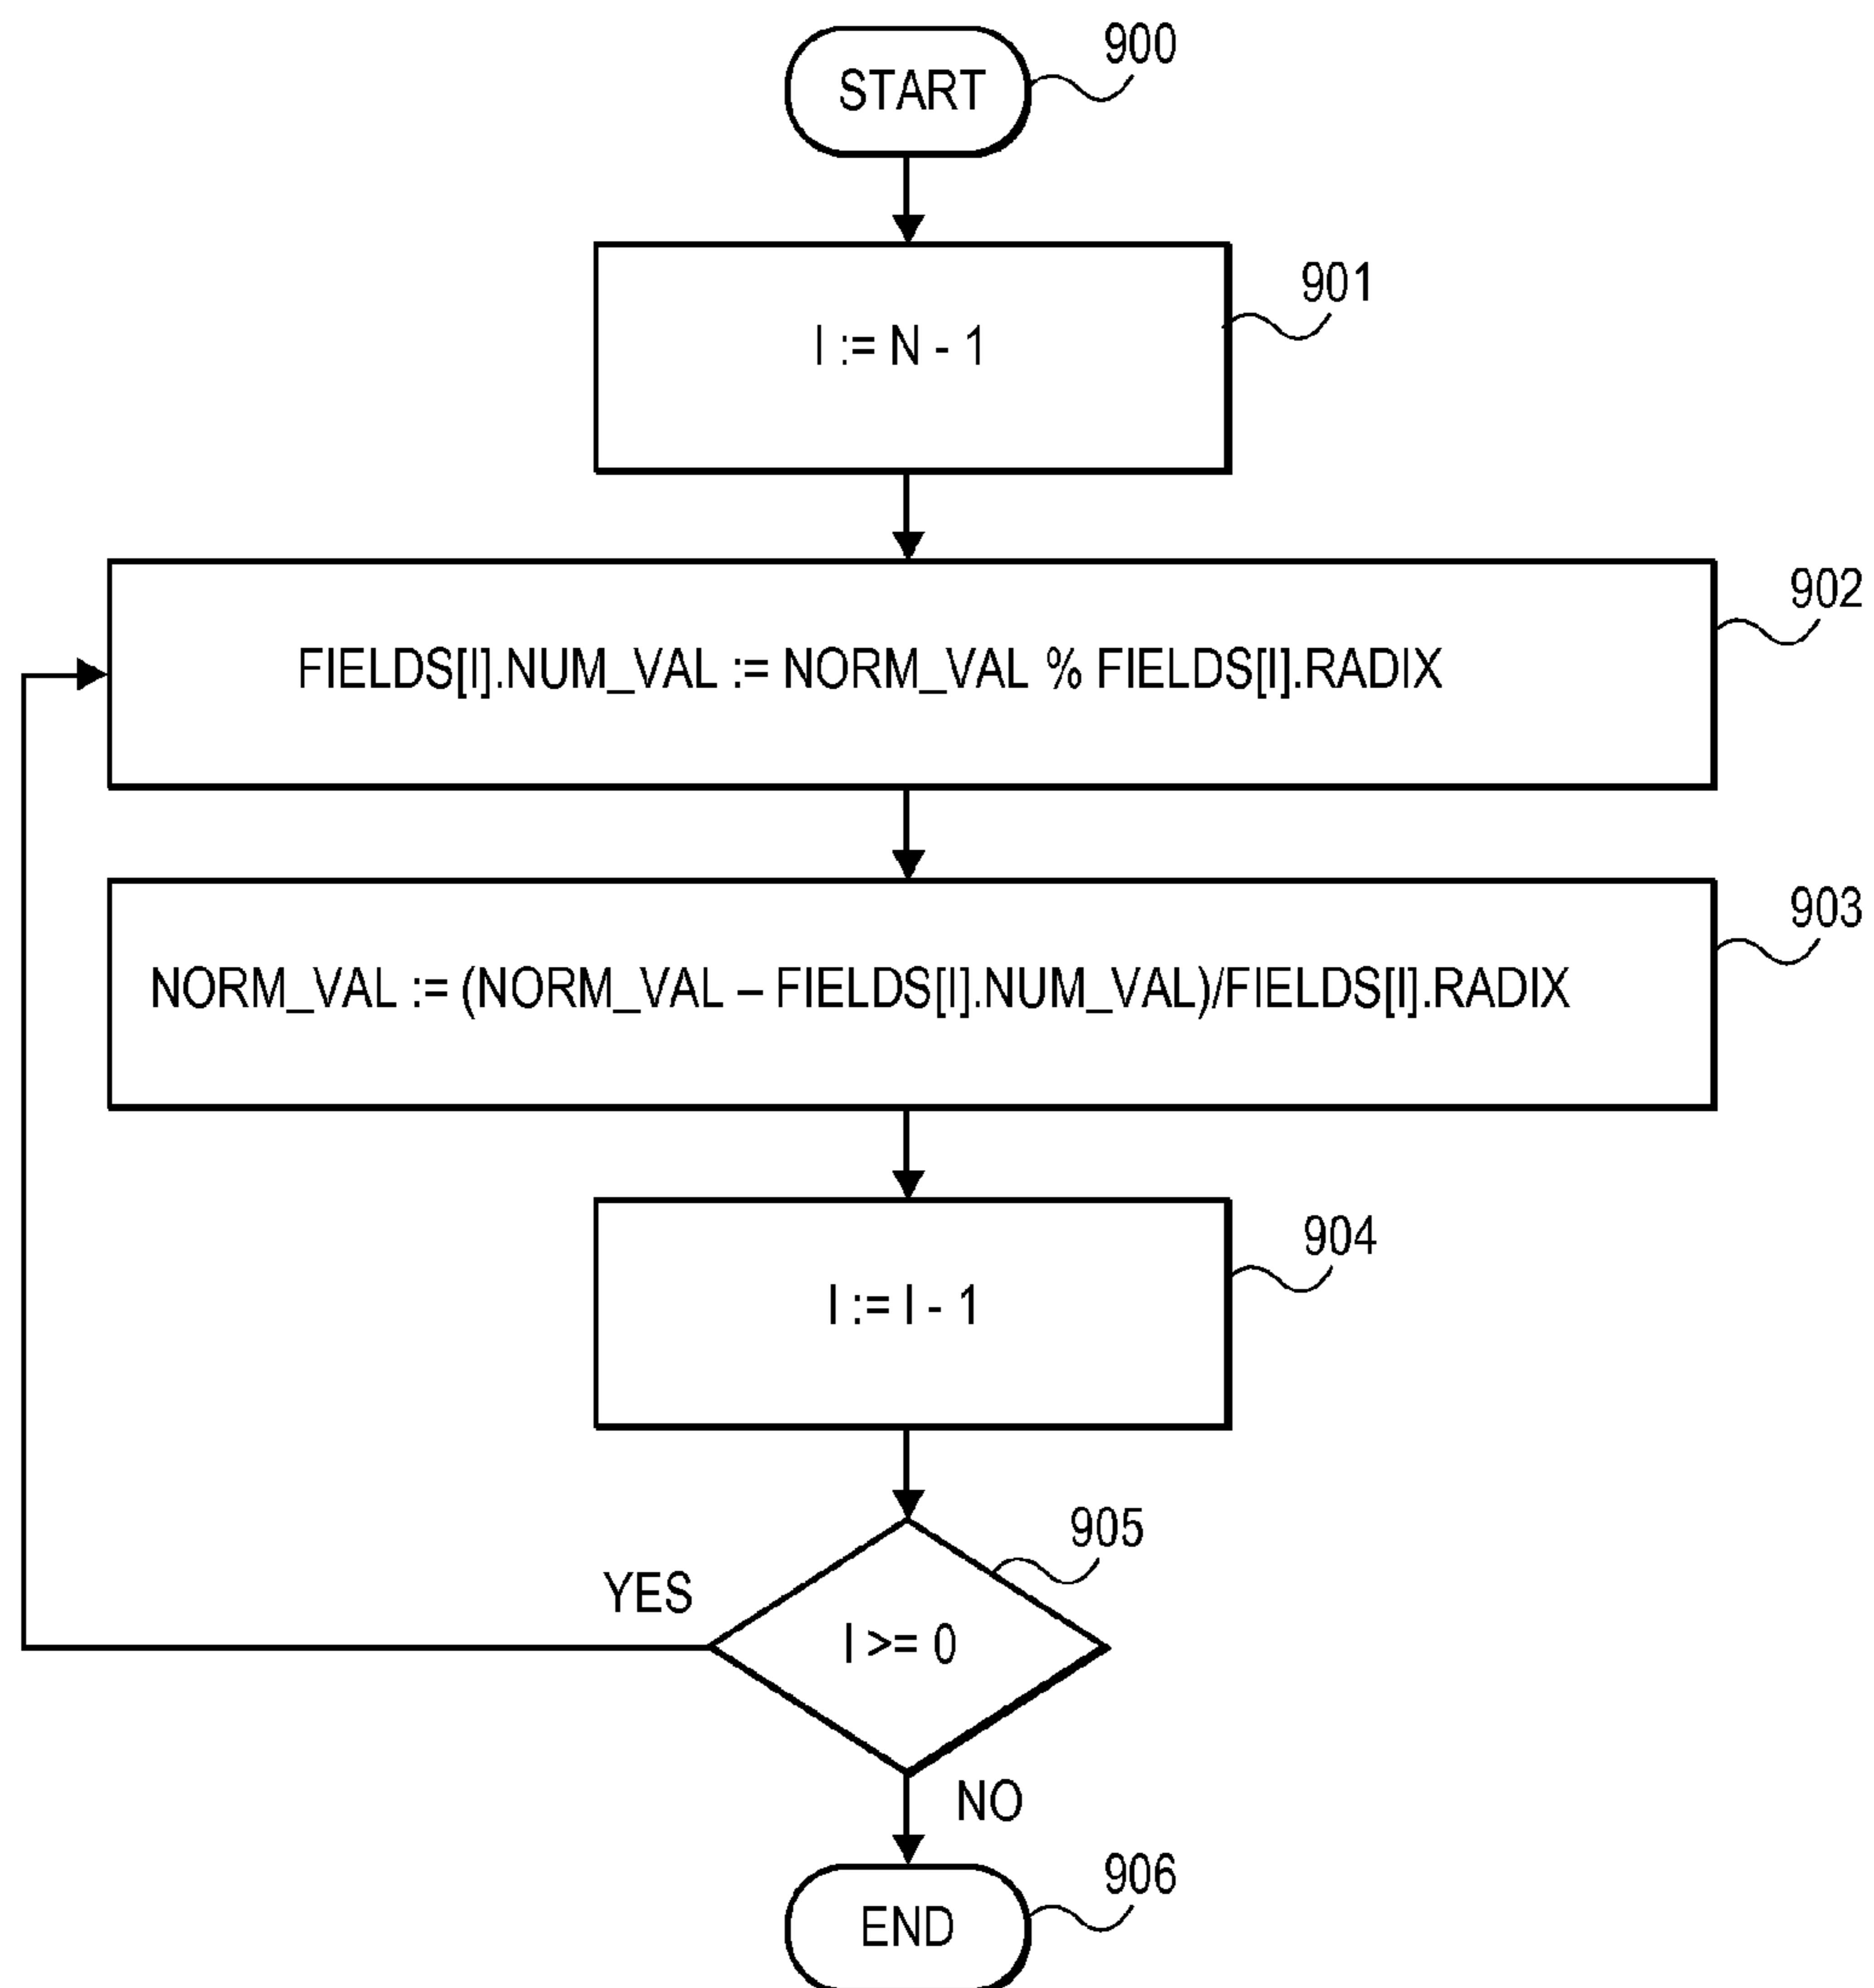 START
900
901
I := N - 1
902
FIELDS[I].NUM_VAL := NORM_VAL % FIELDS[I].RADIX
903
NORM_VAL := (NORM_VAL – FIELDS[I].NUM_VAL)/FIELDS[I].RADIX
904
I := I - 1
905
YES
I >= 0
NO
906
END